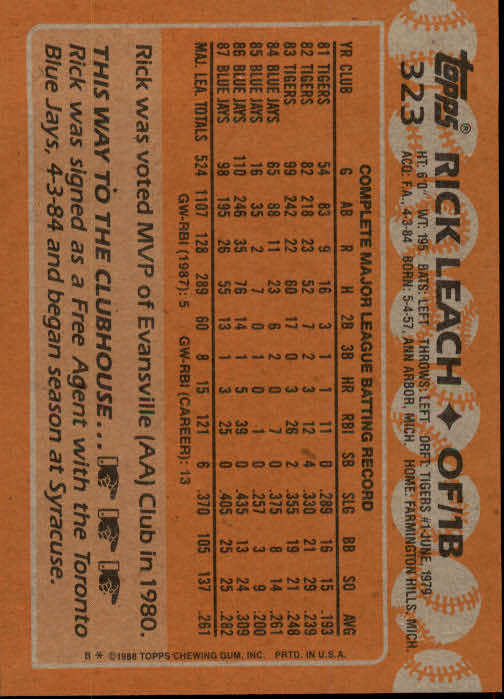 TOPPS® RICK LEACH ♦ OF/1B
323
HT: 6'0" WT: 195 BATS: LEFT THROWS: LEFT DRFT: TIGERS #1-JUNE, 1979
ACQ: F.A., 4-3-84 BORN: 5-4-57, ANN ARBOR, MICH. HOME: FARMINGTON HILLS, MICH.
COMPLETE MAJOR LEAGUE BATTING RECORD
YR CLUB G AB R H 2B 3B HR RBI SB SLG BB SO AVG
81 TIGERS 54 83 9 16 3 1 1 11 0 .289 16 15 .193
82 TIGERS 82 218 23 52 7 2 3 12 4 .330 21 29 .239
83 TIGERS 99 242 22 60 17 0 3 26 2 .355 19 21 .248
84 BLUE JAYS 65 88 11 23 6 2 0 7 0 .375 8 14 .261
85 BLUE JAYS 16 35 2 7 0 1 0 1 0 .257 3 9 .200
86 BLUE JAYS 110 246 35 76 14 1 5 39 0 .435 13 24 .309
87 BLUE JAYS 98 195 26 55 13 1 3 25 0 .405 25 25 .282
MAJ. LEA. TOTALS 524 1107 128 289 60 8 15 121 6 .370 105 137 .261
GW-RBI (1987): 5 GW-RBI (CAREER): 13
Rick was voted MVP of Evansville (AA) Club in 1980.
THIS WAY TO THE CLUBHOUSE...
Rick was signed as a Free Agent with the Toronto
Blue Jays, 4-3-84 and began season at Syracuse.
B * ©1988 TOPPS CHEWING GUM, INC. PRTD. IN U.S.A.